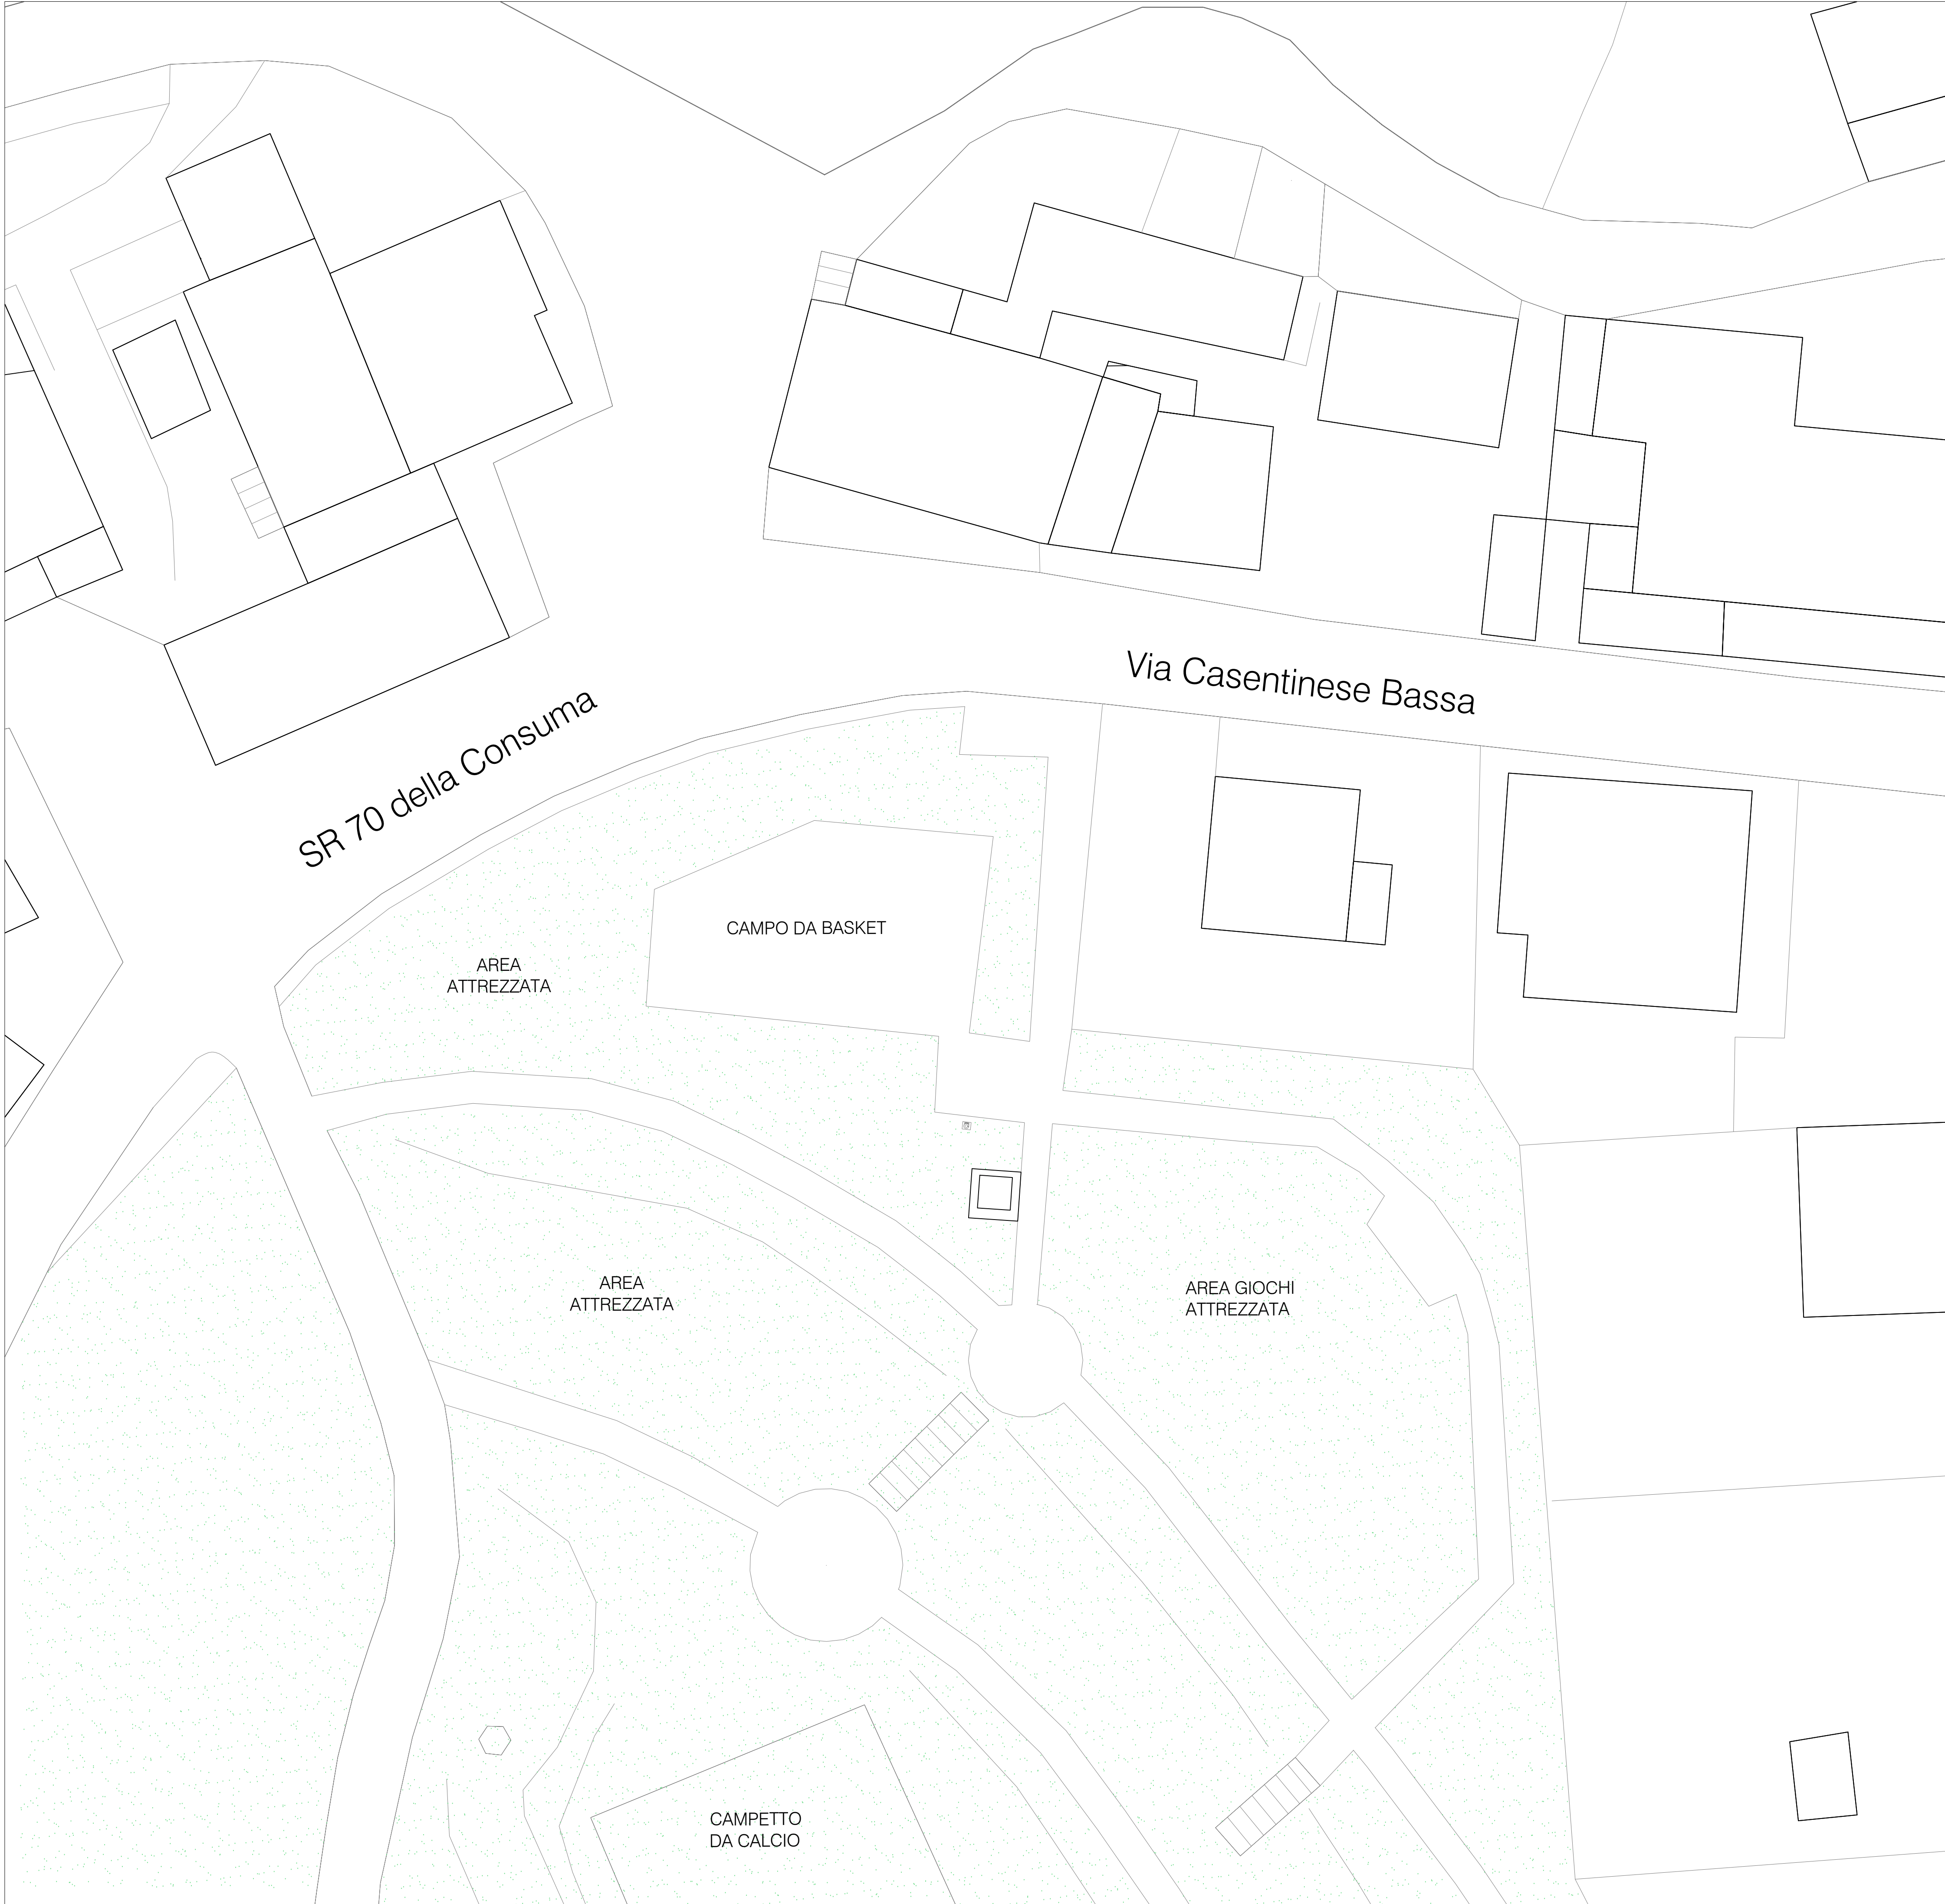 Via Casentinese Bassa
SR 70 della Consuma
CAMPO DA BASKET
AREA
ATTREZZATA
AREA
ATTREZZATA
AREA GIOCHI
ATTREZZATA
CAMPETTO
DA CALCIO